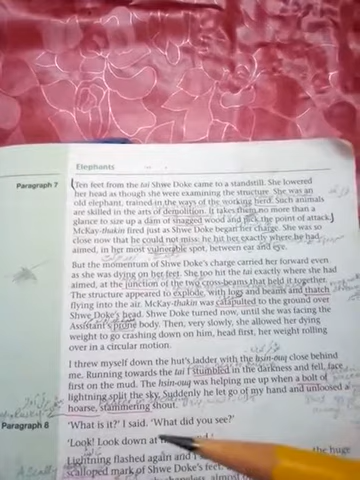 Elephants
Paragraph 7
Ten feet from the tai Shwe Doke came to a standstill. She lowered
her head as though she were examining the structure. She was an
old elephant, trained in the ways of the working herd. Such animals
are skilled in the arts of demolition. It takes them no more than a
glance to size up a dam of snagged wood and pick the point of attack.
McKay-thakin fired just as Shwe Doke began her charge. She was so
close now that he could not miss: he hit her exactly where he had
aimed, in her most vulnerable spot, between ear and eye.
But the momentum of Shwe Doke's charge carried her forward even
as she was dying on her feet. She too hit the tai exactly where she had
aimed, at the junction of the two cross-beams that held it together.
The structure appeared to explode, with logs and beams and thatch
flying into the air. McKay-thakin was catapulted to the ground over
Shwe Doke's head. Shwe Doke turned now, until she was facing the
Assistant's prone body. Then, very slowly, she allowed her dying
weight to go crashing down on him, head first, her weight rolling
over in a circular motion.
I threw myself down the hut's ladder with the hsin-ouq close behind
me. Running towards the tai I stumbled in the darkness and fell, face
first on the mud. The hsin-ouq was helping me up when a bolt of
lightning split the sky. Suddenly he let go of my hand and unloosed a
hoarse, stammering shout.
Paragraph 8
'What is it?' I said. 'What did you see?'
'Look! Look down at
Lightning flashed again and I
the huge
scalloped mark of Shwe Doke's feet.